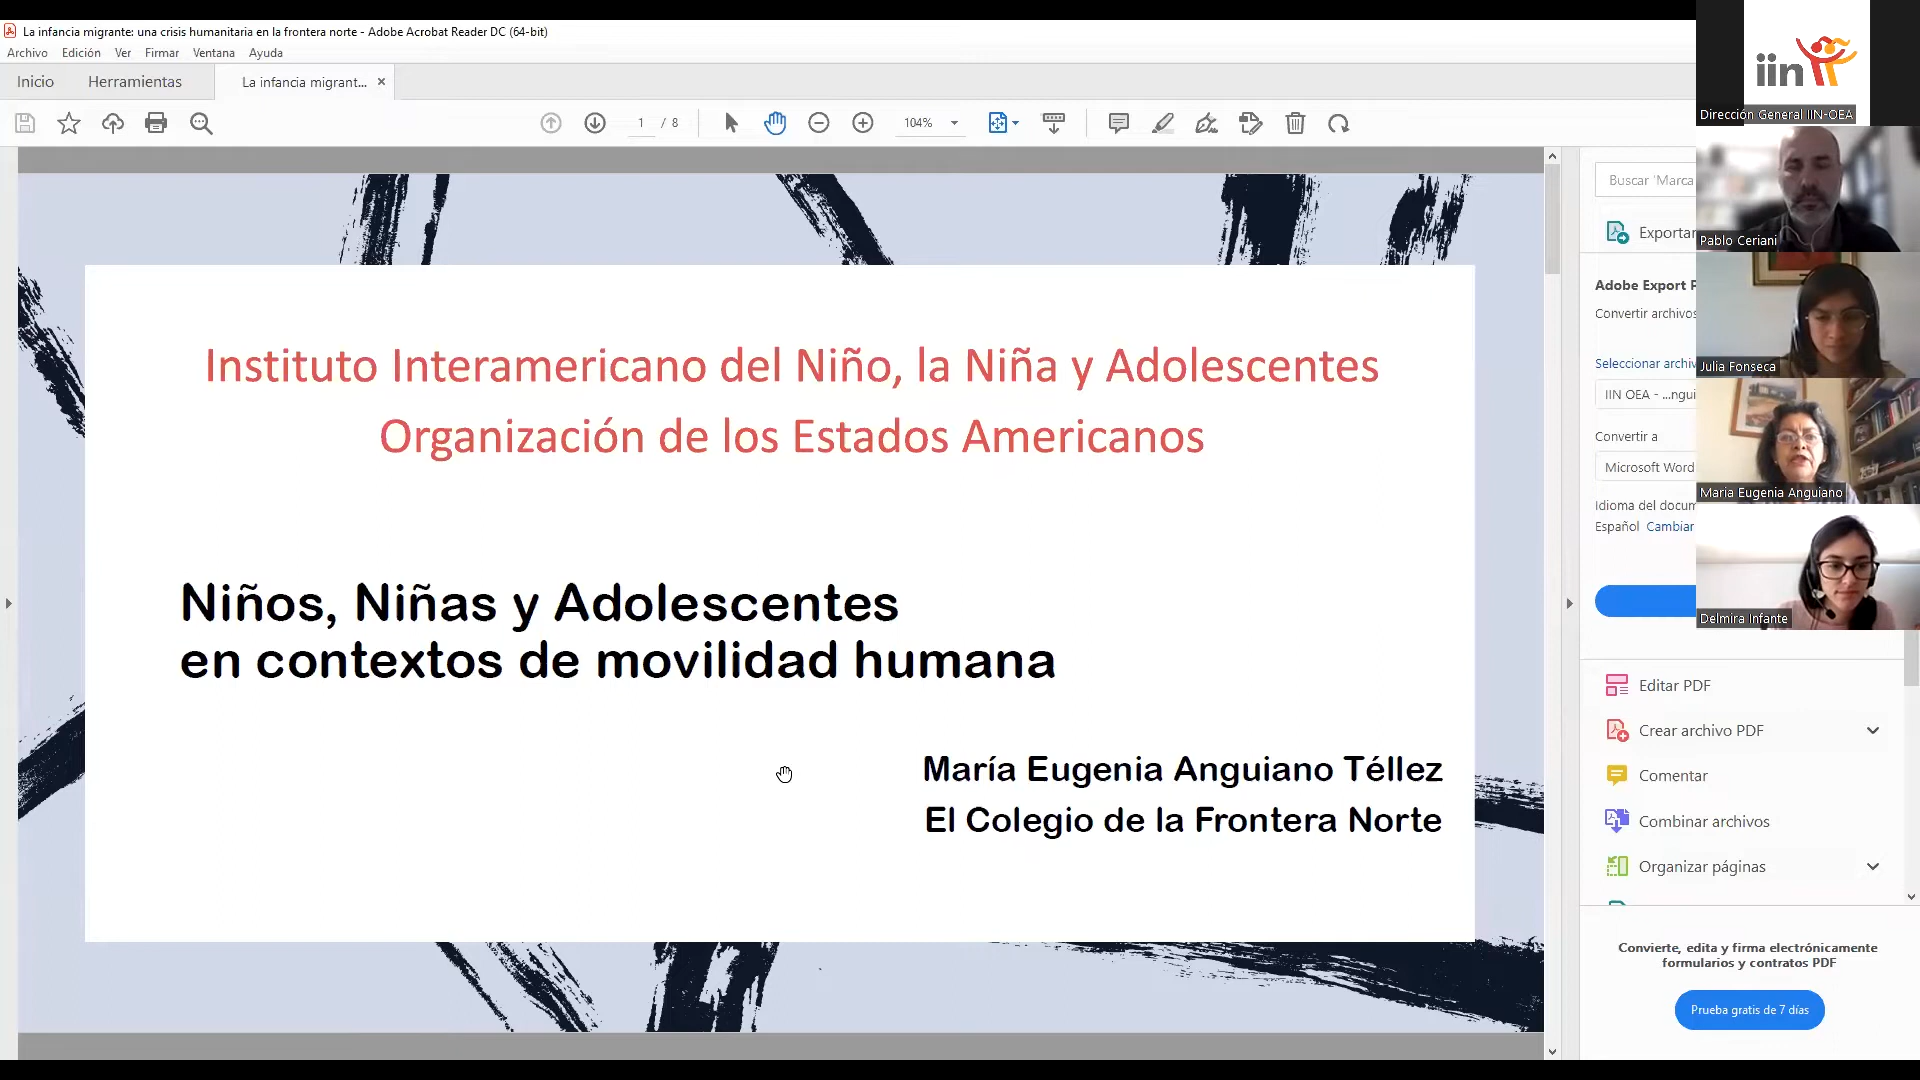 La infancia migrante: una crisis humanitaria en la frontera norte - Adobe Acrobat Reader DC (64-bit)
Archivo Edición Ver Firmar Ventana Ayuda
Inicio Herramientas La infancia migrant... ×
1 / 8 104%
Instituto Interamericano del Niño, la Niña y Adolescentes
Organización de los Estados Americanos
Niños, Niñas y Adolescentes
en contextos de movilidad humana
María Eugenia Anguiano Téllez
El Colegio de la Frontera Norte
Buscar 'Marca
Exportar
Adobe Export P
Convertir archivos
Seleccionar archiv
IIN OEA - ...ngui
Convertir a
Microsoft Word
Idioma del docum
Español Cambiar
Editar PDF
Crear archivo PDF
Comentar
Combinar archivos
Organizar páginas
Convierte, edita y firma electrónicamente
formularios y contratos PDF
Prueba gratis de 7 días
iin
Dirección General IIN-OEA
Pablo Ceriani
Julia Fonseca
Maria Eugenia Anguiano
Delmira Infante